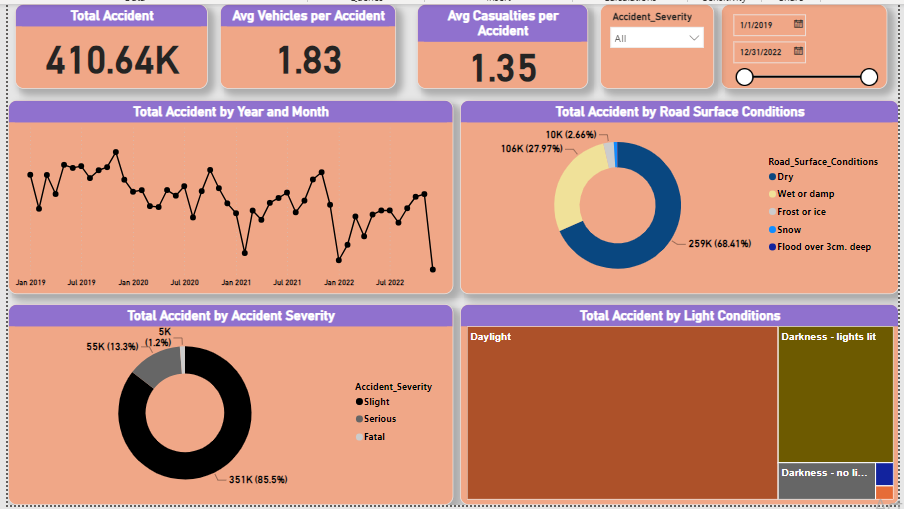 Total Accident
410.64K
Avg Vehicles per Accident
1.83
Avg Casualties per
Accident
1.35
Accident_Severity
All
1/1/2019
12/31/2022
Total Accident by Year and Month
Jan 2019
Jul 2019
Jan 2020
Jul 2020
Jan 2021
Jul 2021
Jan 2022
Jul 2022
Total Accident by Road Surface Conditions
10K (2.66%)
106K (27.97%)
259K (68.41%)
Road_Surface_Conditions
Dry
Wet or damp
Frost or ice
Snow
Flood over 3cm. deep
Total Accident by Accident Severity
5K
(1.2%)
55K (13.3%)
351K (85.5%)
Accident_Severity
Slight
Serious
Fatal
Total Accident by Light Conditions
Daylight
Darkness - lights lit
Darkness - no li...